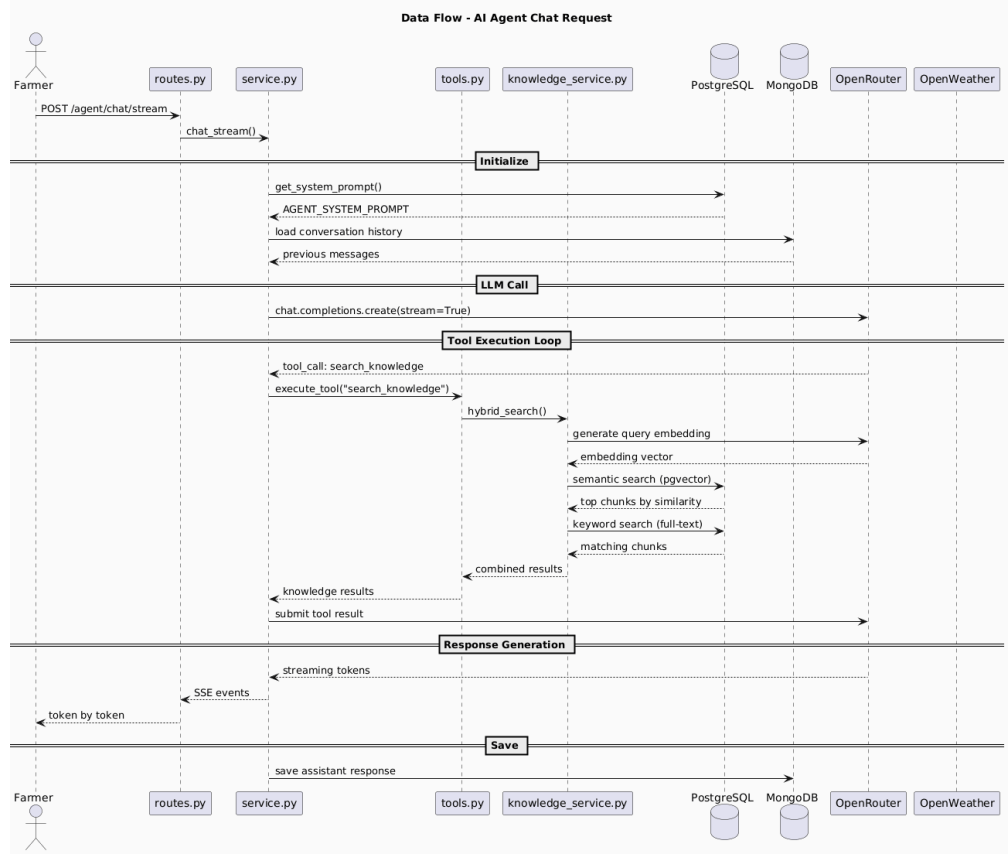 Data Flow - AI Agent Chat Request
Farmer
routes.py
service.py
tools.py
knowledge_service.py
PostgreSQL
MongoDB
OpenRouter
OpenWeather
POST /agent/chat/stream
chat_stream()
Initialize
get_system_prompt()
AGENT_SYSTEM_PROMPT
load conversation history
previous messages
LLM Call
chat.completions.create(stream=True)
Tool Execution Loop
tool_call: search_knowledge
execute_tool("search_knowledge")
hybrid_search()
generate query embedding
embedding vector
semantic search (pgvector)
top chunks by similarity
keyword search (full-text)
matching chunks
combined results
knowledge results
submit tool result
Response Generation
streaming tokens
SSE events
token by token
Save
save assistant response
Farmer
routes.py
service.py
tools.py
knowledge_service.py
PostgreSQL
MongoDB
OpenRouter
OpenWeather